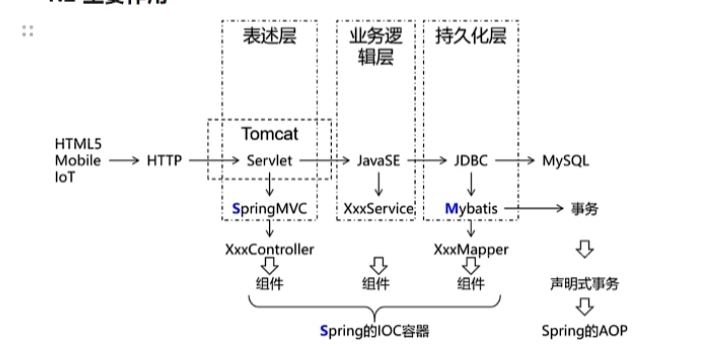 表述层
业务逻
辑层
持久化层
Tomcat
HTML5
Mobile
IoT
HTTP
Servlet
JavaSE
JDBC
MySQL
SpringMVC
XxxService
Mybatis
事务
XxxController
XxxMapper
组件
组件
组件
声明式事务
Spring的IOC容器
Spring的AOP